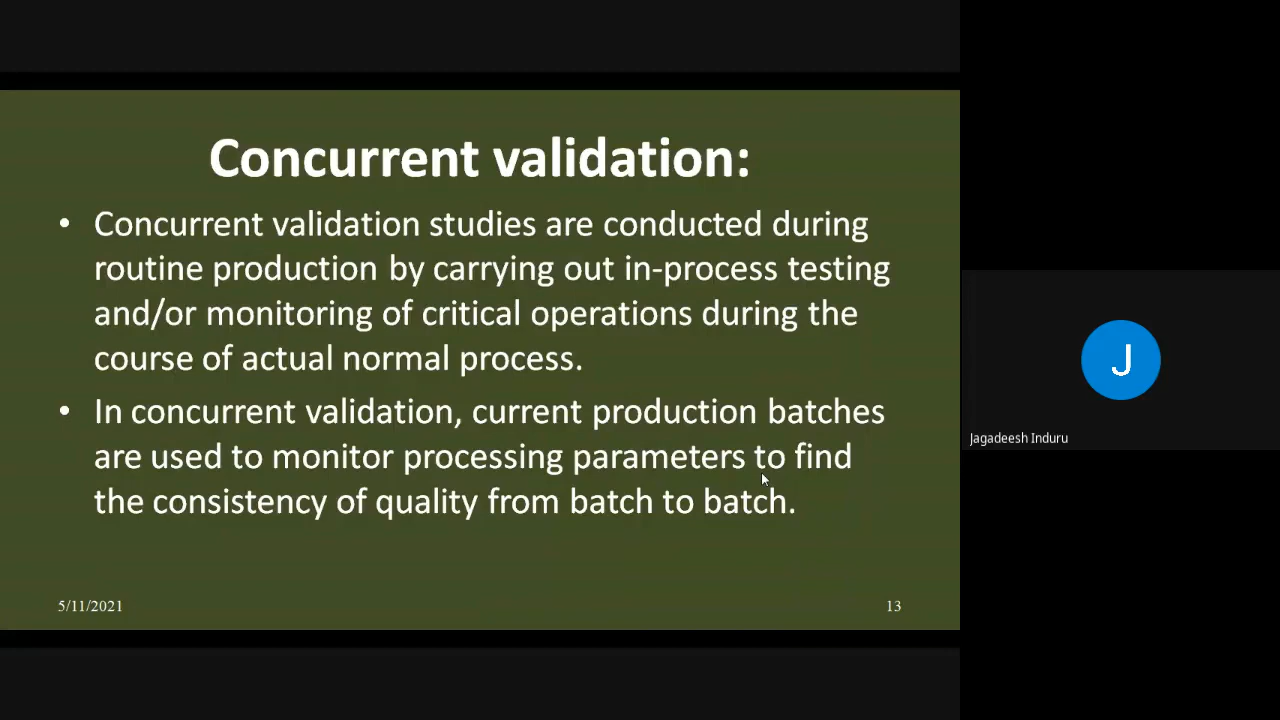 Concurrent validation:
• Concurrent validation studies are conducted during
routine production by carrying out in-process testing
and/or monitoring of critical operations during the
course of actual normal process.
• In concurrent validation, current production batches
are used to monitor processing parameters to find
the consistency of quality from batch to batch.
5/11/2021
13
J
Jagadeesh Induru